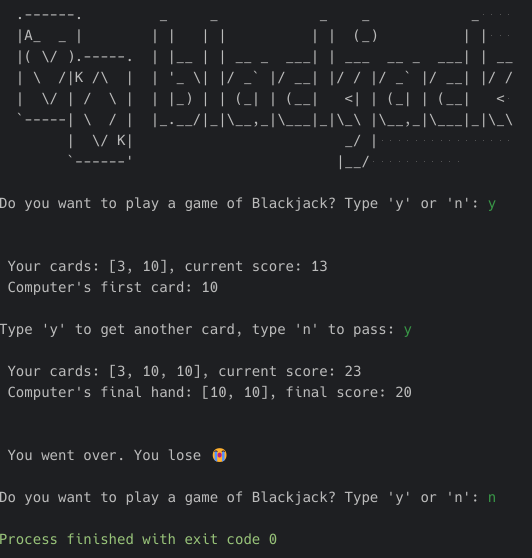 .------.            _     _                     _    _                 _
|A_  _ |           | |   | |                   | |  (_)               | |
|( \/ ).-----.     | |__ | | __ _  ___| | ___  __ _  ___| | __
| \  /|K /\  |     | '_ \| |/ _` |/ __| |/ / |/ _` |/ __| |/ /
|  \/ | /  \ |     | |_) | | (_| | (__|   <| | (_| | (__|   <
`-----| \  / |     |_.__/|_|\__,_|\___|_|\_\ |\__,_|\___|_|\_\
      |  \/ K|                            _/ |
      `------'                           |__/
Do you want to play a game of Blackjack? Type 'y' or 'n': y
Your cards: [3, 10], current score: 13
Computer's first card: 10
Type 'y' to get another card, type 'n' to pass: y
Your cards: [3, 10, 10], current score: 23
Computer's final hand: [10, 10], final score: 20
You went over. You lose 😭
Do you want to play a game of Blackjack? Type 'y' or 'n': n
Process finished with exit code 0